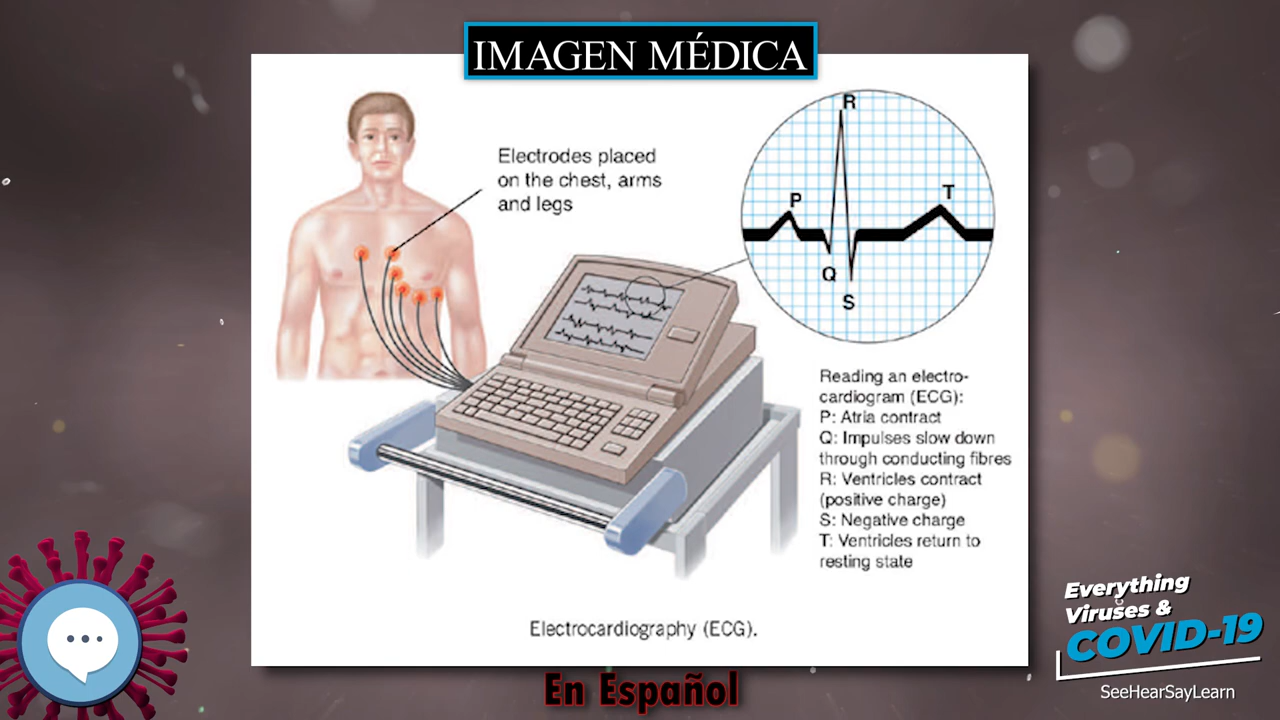 IMAGEN MÉDICA
Electrodes placed
on the chest, arms
and legs
R
P
T
Q
S
Reading an electro-
cardiogram (ECG):
P: Atria contract
Q: Impulses slow down
through conducting fibres
R: Ventricles contract
(positive charge)
S: Negative charge
T: Ventricles return to
resting state
Electrocardiography (ECG).
Everything
Viruses &
COVID-19
SeeHearSayLearn
En Español